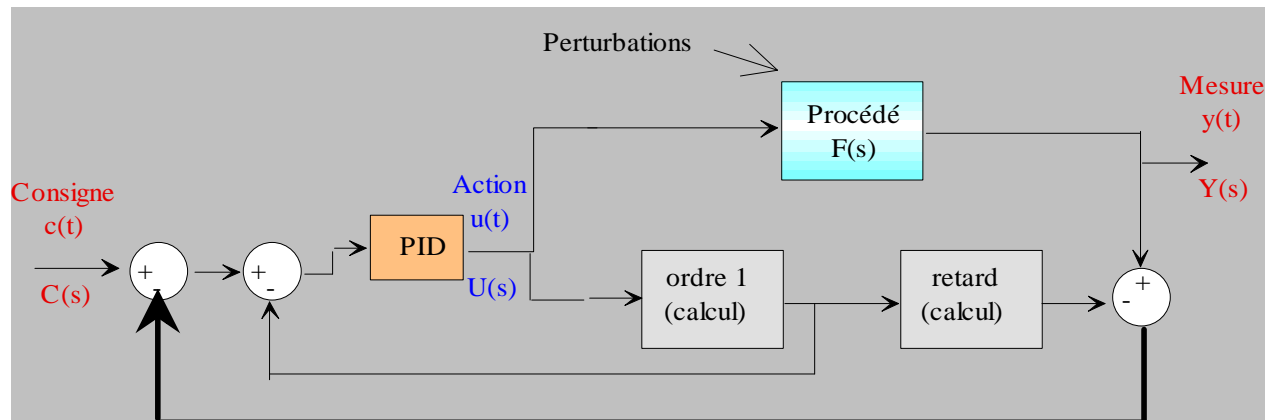 Perturbations
Procédé
F(s)
Mesure
y(t)
Y(s)
Consigne
c(t)
C(s)
+
-
+
-
PID
Action
u(t)
U(s)
ordre 1
(calcul)
retard
(calcul)
+
-